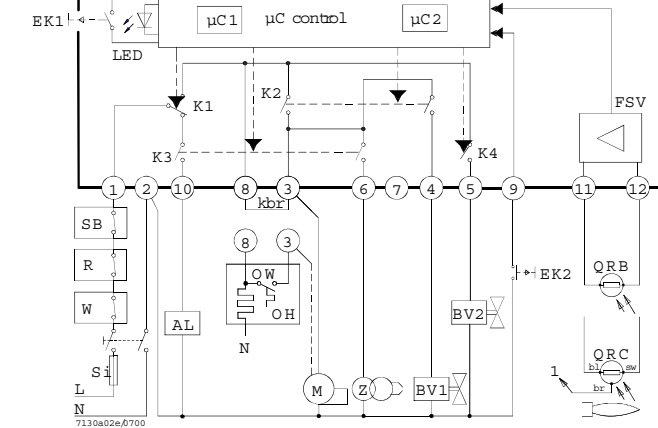 µC1 µC control µC2
EK1
LED
K1 K2 FSV
K3 K4
1 2 10 8 3 6 7 4 5 9 11 12
kbr
SB
8 3
R OW EK2 QRB
W OH
AL BV2
N
Si QRC
bl sw
1
br
L M Z BV1
N
7130a02e/0700